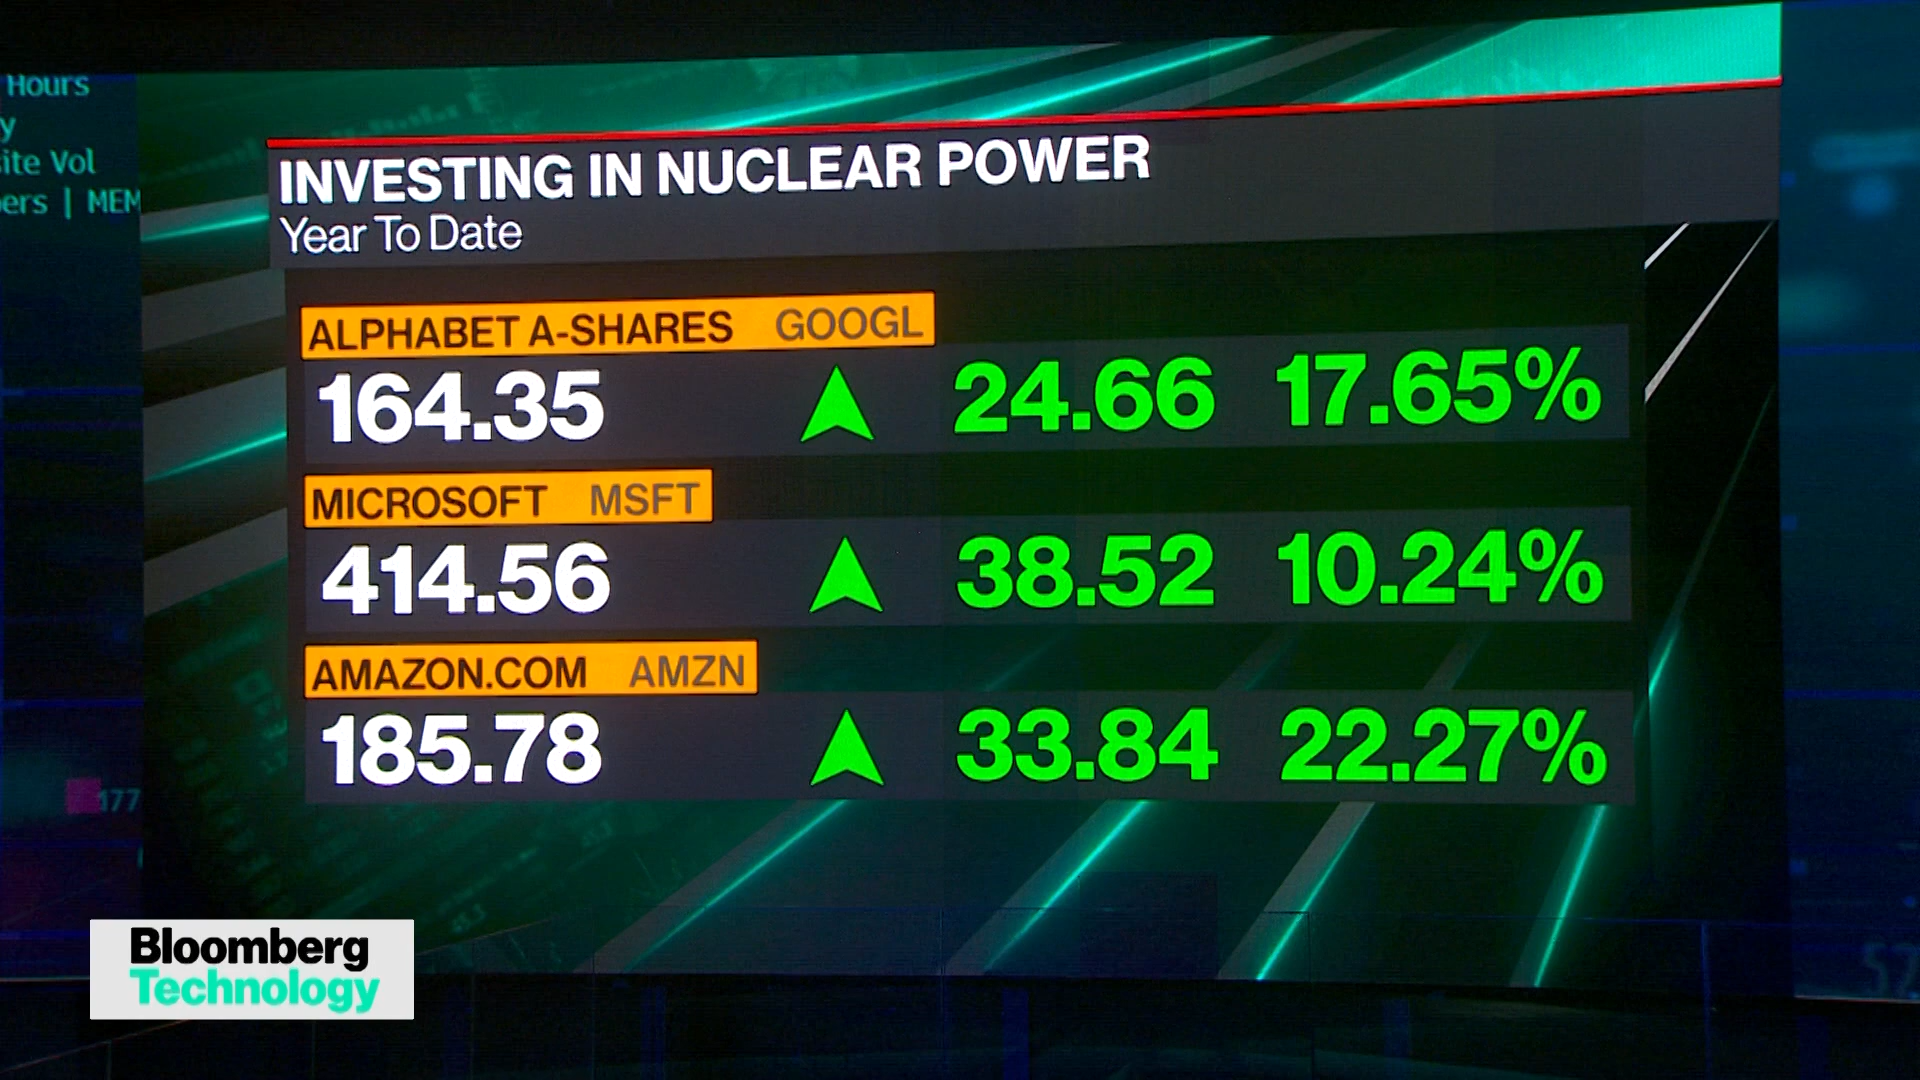 Hours
y
site Vol
ers | MEM
INVESTING IN NUCLEAR POWER
Year To Date
ALPHABET A-SHARES GOOGL
164.35 ▲ 24.66 17.65%
MICROSOFT MSFT
414.56 ▲ 38.52 10.24%
AMAZON.COM AMZN
185.78 ▲ 33.84 22.27%
177
57
Bloomberg
Technology